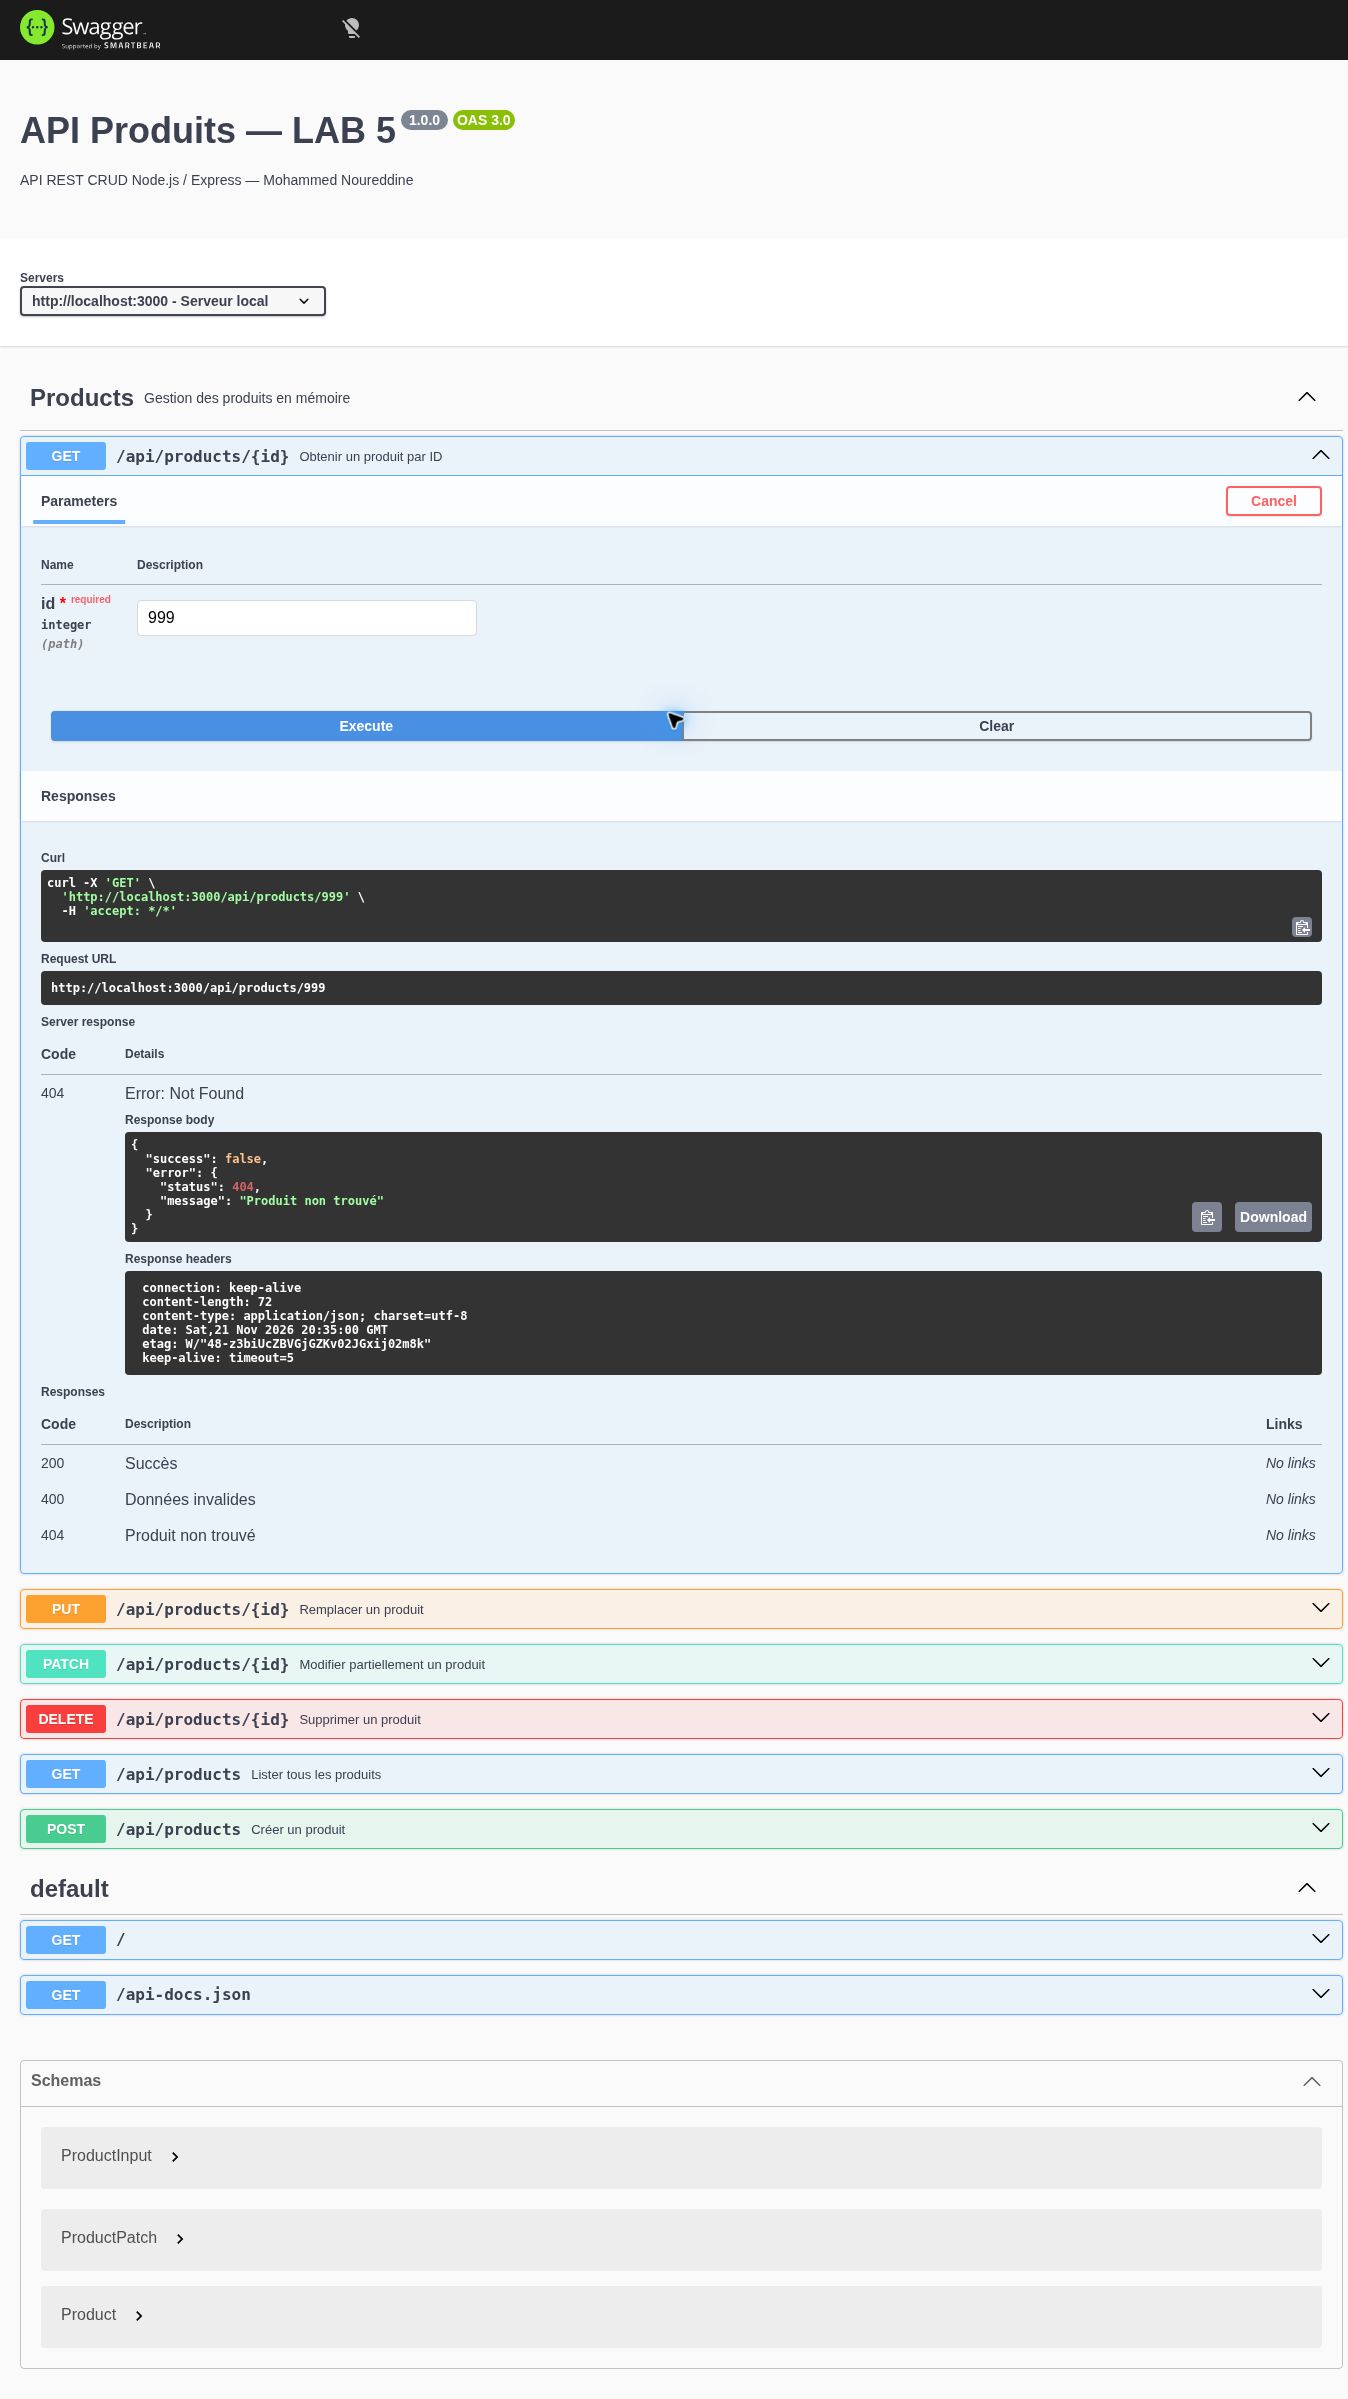 Swagger
Supported by SMARTBEAR
API Produits — LAB 5 1.0.0 OAS 3.0
API REST CRUD Node.js / Express — Mohammed Noureddine
Servers
http://localhost:3000 - Serveur local
Products Gestion des produits en mémoire
GET /api/products/{id} Obtenir un produit par ID
Parameters Cancel
Name Description
id * required
999
integer
(path)
Execute Clear
Responses
Curl
curl -X 'GET' \
'http://localhost:3000/api/products/999' \
-H 'accept: */*'
Request URL
http://localhost:3000/api/products/999
Server response
Code Details
404 Error: Not Found
Response body
{
"success": false,
"error": {
"status": 404,
"message": "Produit non trouvé"
}
}
Download
Response headers
connection: keep-alive
content-length: 72
content-type: application/json; charset=utf-8
date: Sat,21 Nov 2026 20:35:00 GMT
etag: W/"48-z3biUcZBVGjGZKv02JGxij02m8k"
keep-alive: timeout=5
Responses
Code Description Links
200 Succès No links
400 Données invalides No links
404 Produit non trouvé No links
PUT /api/products/{id} Remplacer un produit
PATCH /api/products/{id} Modifier partiellement un produit
DELETE /api/products/{id} Supprimer un produit
GET /api/products Lister tous les produits
POST /api/products Créer un produit
default
GET /
GET /api-docs.json
Schemas
ProductInput
ProductPatch
Product